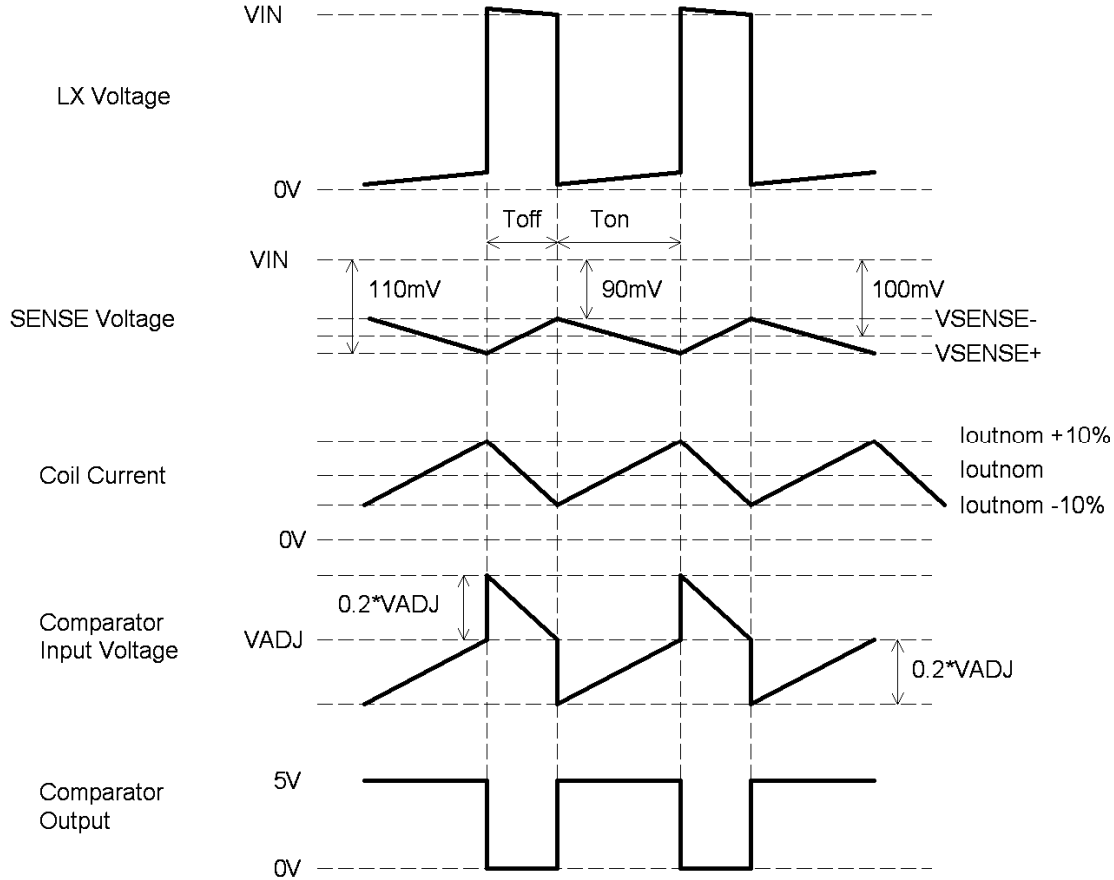 VIN
LX Voltage
0V
Toff
Ton
VIN
110mV
90mV
100mV
SENSE Voltage
VSENSE-
VSENSE+
Ioutnom +10%
Coil Current
Ioutnom
Ioutnom -10%
0V
0.2*VADJ
Comparator
Input Voltage
VADJ
0.2*VADJ
5V
Comparator
Output
0V